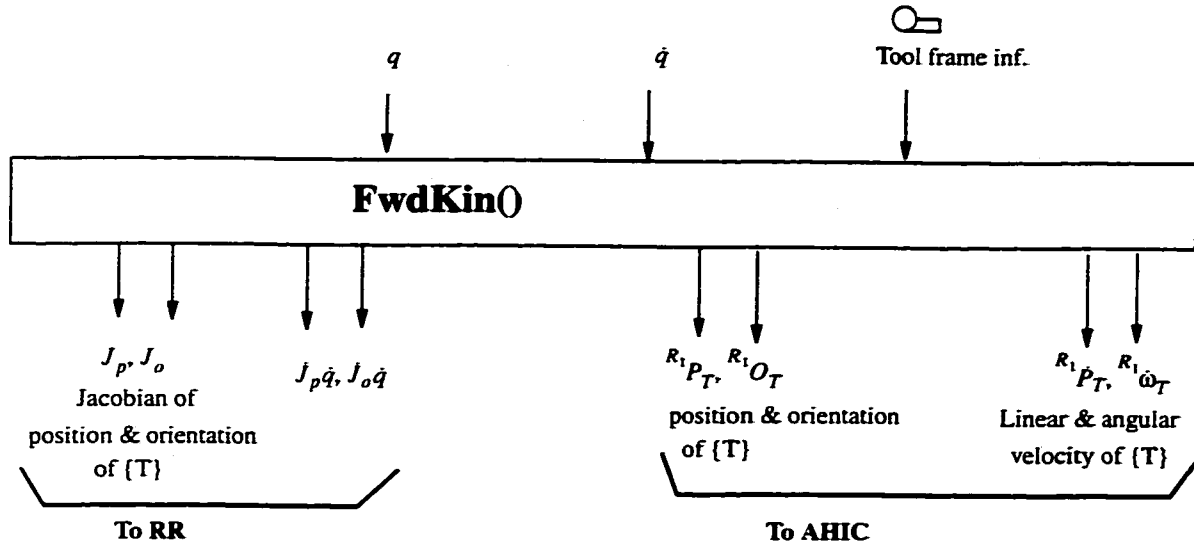 q
q̇
Tool frame inf.
FwdKin()
J_p, J_o
Jacobian of
position & orientation
of {T}
J̇_p q̇, J̇_o q̇
^{R_1}P_T, ^{R_1}O_T
position & orientation
of {T}
^{R_1}Ṗ_T, ^{R_1}ω̇_T
Linear & angular
velocity of {T}
To RR
To AHIC